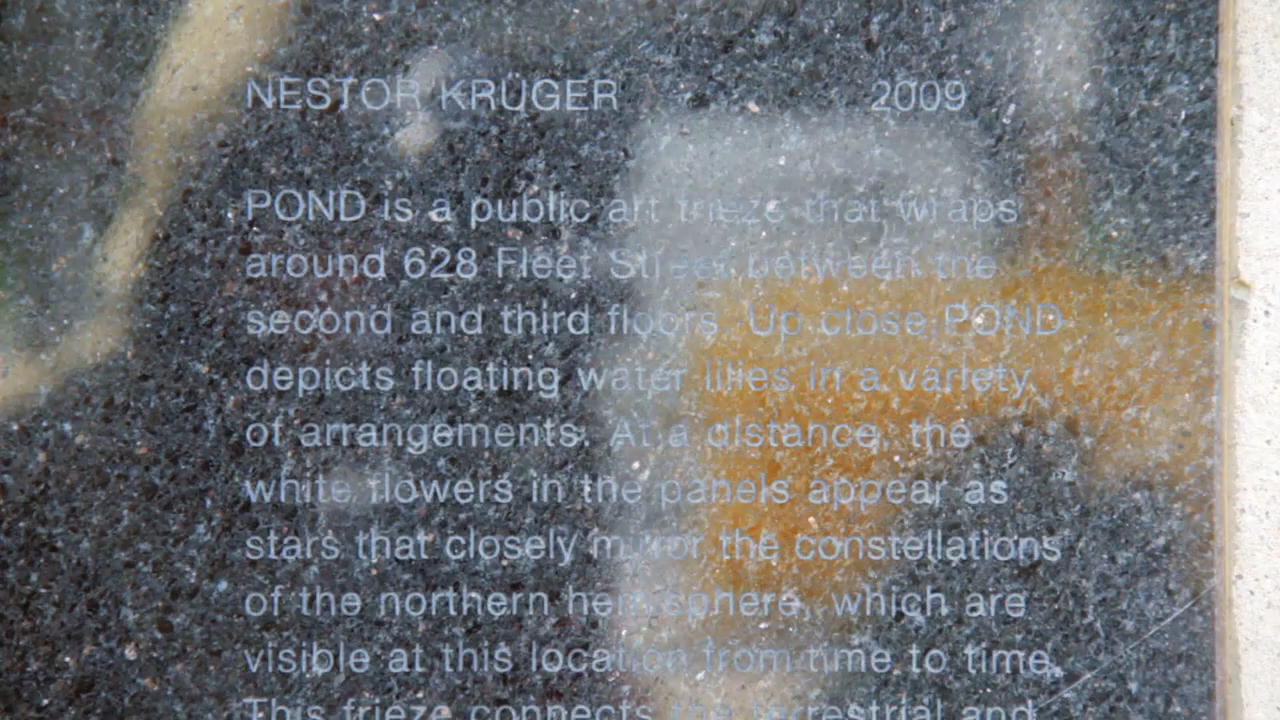 NESTOR KRÜGER 2009
POND is a public art frieze that wraps
around 628 Fleet Street between the
second and third floors. Up close POND
depicts floating water lilies in a variety
of arrangements. At a distance, the
white flowers in the panels appear as
stars that closely mirror the constellations
of the northern hemisphere, which are
visible at this location from time to time.
This frieze connects the terrestrial and